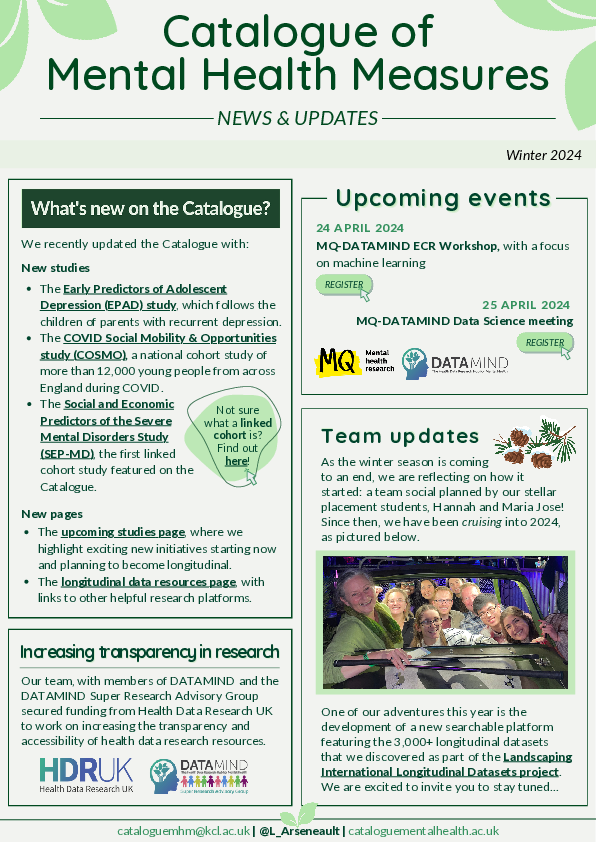 Catalogue of
Mental Health Measures
NEWS & UPDATES
Winter 2024
What's new on the Catalogue?
We recently updated the Catalogue with:
New studies
• The Early Predictors of Adolescent
Depression (EPAD) study, which follows the
children of parents with recurrent depression.
• The COVID Social Mobility & Opportunities
study (COSMO), a national cohort study of
more than 12,000 young people from across
England during COVID.
• The Social and Economic
Predictors of the Severe
Mental Disorders Study
(SEP-MD), the first linked
cohort study featured on the
Catalogue.
Not sure
what a linked
cohort is?
Find out
here!
New pages
• The upcoming studies page, where we
highlight exciting new initiatives starting now
and planning to become longitudinal.
• The longitudinal data resources page, with
links to other helpful research platforms.
Increasing transparency in research
Our team, with members of DATAMIND and the
DATAMIND Super Research Advisory Group
secured funding from Health Data Research UK
to work on increasing the transparency and
accessibility of health data research resources.
HDRUK
Health Data Research UK
DATAMIND
Super Research Advisory Group
Upcoming events
24 APRIL 2024
MQ-DATAMIND ECR Workshop, with a focus
on machine learning
REGISTER
25 APRIL 2024
MQ-DATAMIND Data Science meeting
REGISTER
MQ
Mental
health
research
DATAMIND
Team updates
As the winter season is coming
to an end, we are reflecting on how it
started: a team social planned by our stellar
placement students, Hannah and Maria Jose!
Since then, we have been cruising into 2024,
as pictured below.
One of our adventures this year is the
development of a new searchable platform
featuring the 3,000+ longitudinal datasets
that we discovered as part of the Landscaping
International Longitudinal Datasets project.
We are excited to invite you to stay tuned...
cataloguemhm@kcl.ac.uk | @L_Arseneault | cataloguementalhealth.ac.uk